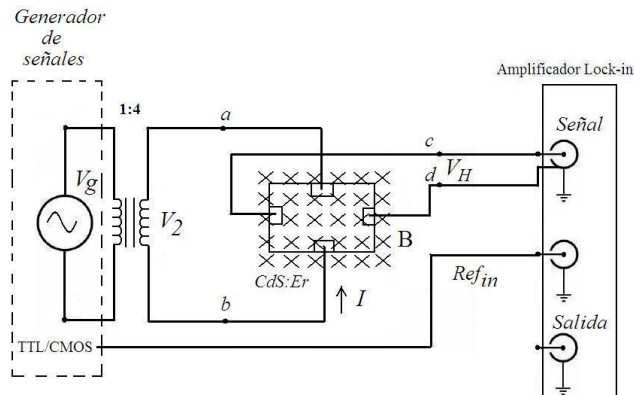 Generador
de
señales
1:4
V_g
V_2
a
b
c
d
V_H
B
CdS:Er
I
TTL/CMOS
Ref_in
Amplificador Lock-in
Señal
Salida